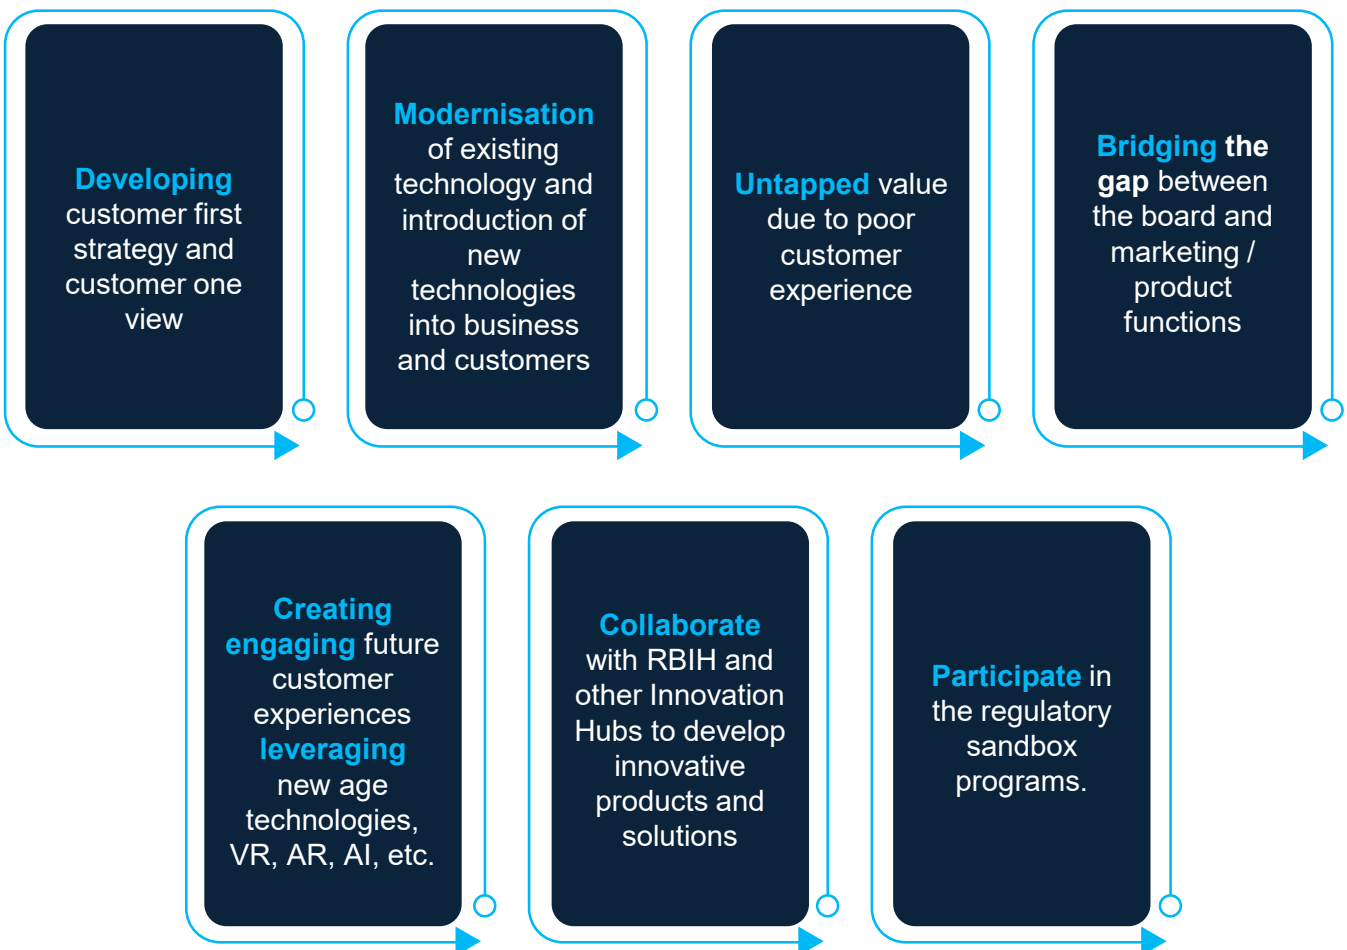 Developing
customer first
strategy and
customer one
view
Modernisation
of existing
technology and
introduction of
new
technologies
into business
and customers
Untapped value
due to poor
customer
experience
Bridging the
gap between
the board and
marketing /
product
functions
Creating
engaging future
customer
experiences
leveraging
new age
technologies,
VR, AR, AI, etc.
Collaborate
with RBIH and
other Innovation
Hubs to develop
innovative
products and
solutions
Participate in
the regulatory
sandbox
programs.